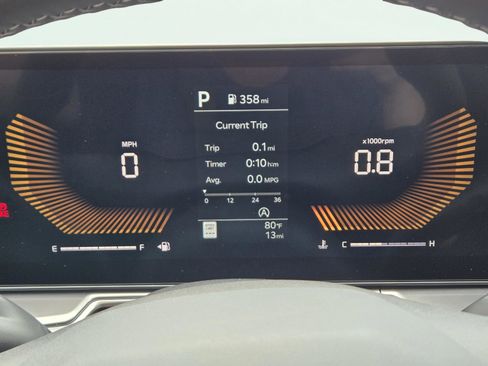 P 358 mi
Current Trip
MPH
0
Trip 0.1 mi
Timer 0:10 h:m
Avg. 0.0 MPG
0 12 24 36
x1000rpm
0.8
A
80°F
13mi
E F
C H